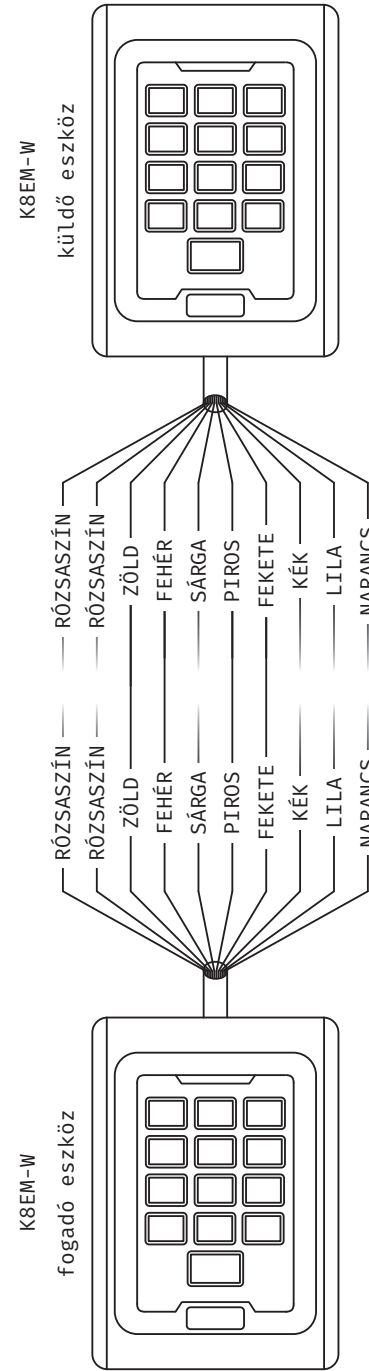 K8EM-W
küldő eszköz
RÓZSASZÍN
RÓZSASZÍN
ZÖLD
FEHÉR
SÁRGA
PIROS
FEKETE
KÉK
LILA
NARANCS
RÓZSASZÍN
RÓZSASZÍN
ZÖLD
FEHÉR
SÁRGA
PIROS
FEKETE
KÉK
LILA
NARANCS
K8EM-W
fogadó eszköz